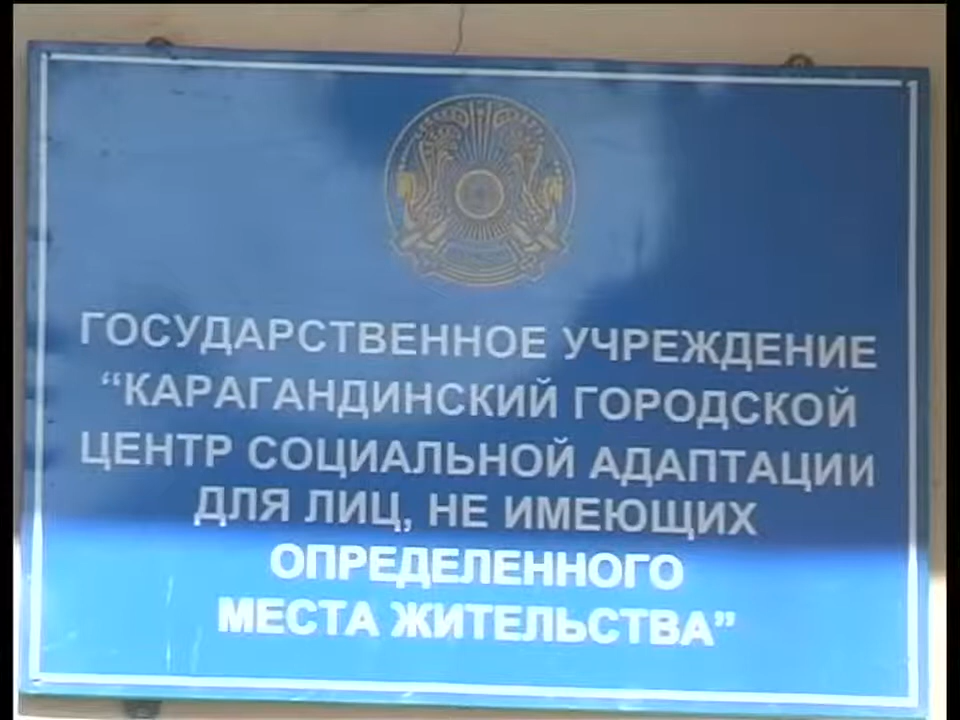 ГОСУДАРСТВЕННОЕ УЧРЕЖДЕНИЕ
“КАРАГАНДИНСКИЙ ГОРОДСКОЙ
ЦЕНТР СОЦИАЛЬНОЙ АДАПТАЦИИ
ДЛЯ ЛИЦ, НЕ ИМЕЮЩИХ
ОПРЕДЕЛЕННОГО
МЕСТА ЖИТЕЛЬСТВА”